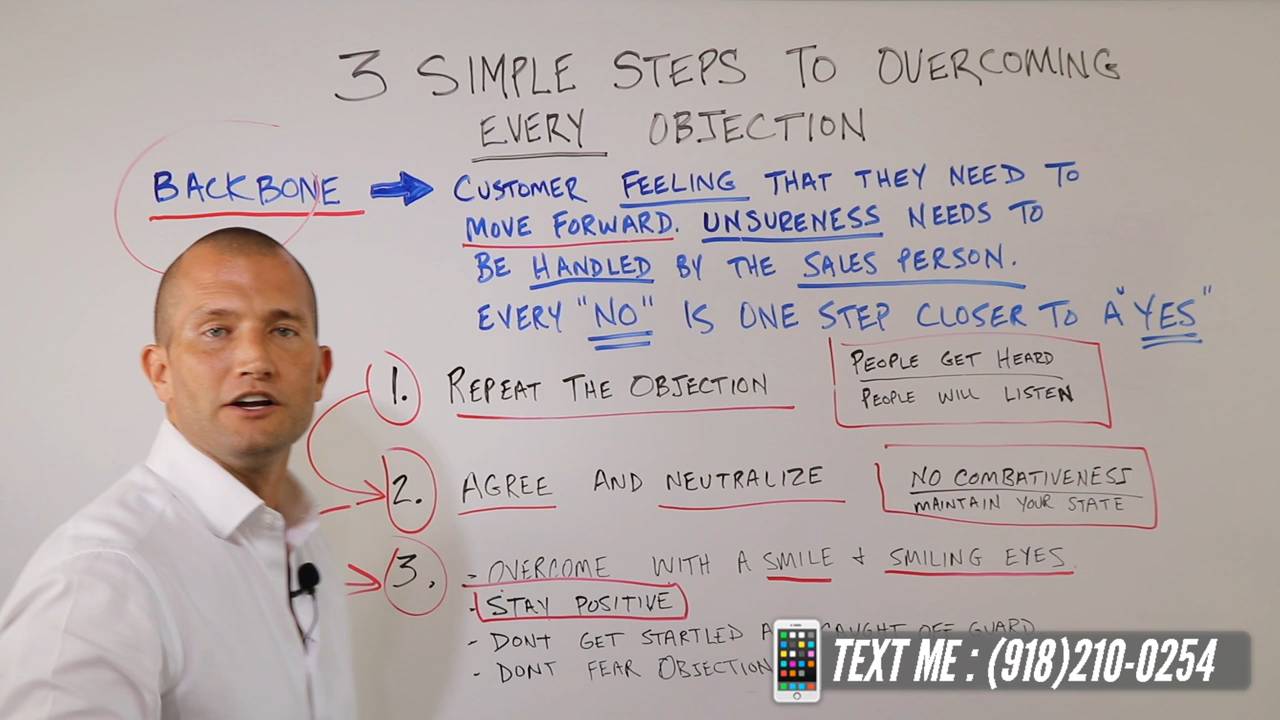 3 SIMPLE STEPS TO OVERCOMING
EVERY OBJECTION
BACKBONE
CUSTOMER FEELING THAT THEY NEED TO
MOVE FORWARD. UNSURENESS NEEDS TO
BE HANDLED BY THE SALES PERSON.
EVERY "NO" IS ONE STEP CLOSER TO A "YES"
1. REPEAT THE OBJECTION
PEOPLE GET HEARD
PEOPLE WILL LISTEN
2. AGREE AND NEUTRALIZE
NO COMBATIVENESS
MAINTAIN YOUR STATE
3. - OVERCOME WITH A SMILE + SMILING EYES.
- STAY POSITIVE
- DONT GET STARTLED CAUGHT OFF GUARD
- DONT FEAR OBJECTION
TEXT ME : (918)210-0254